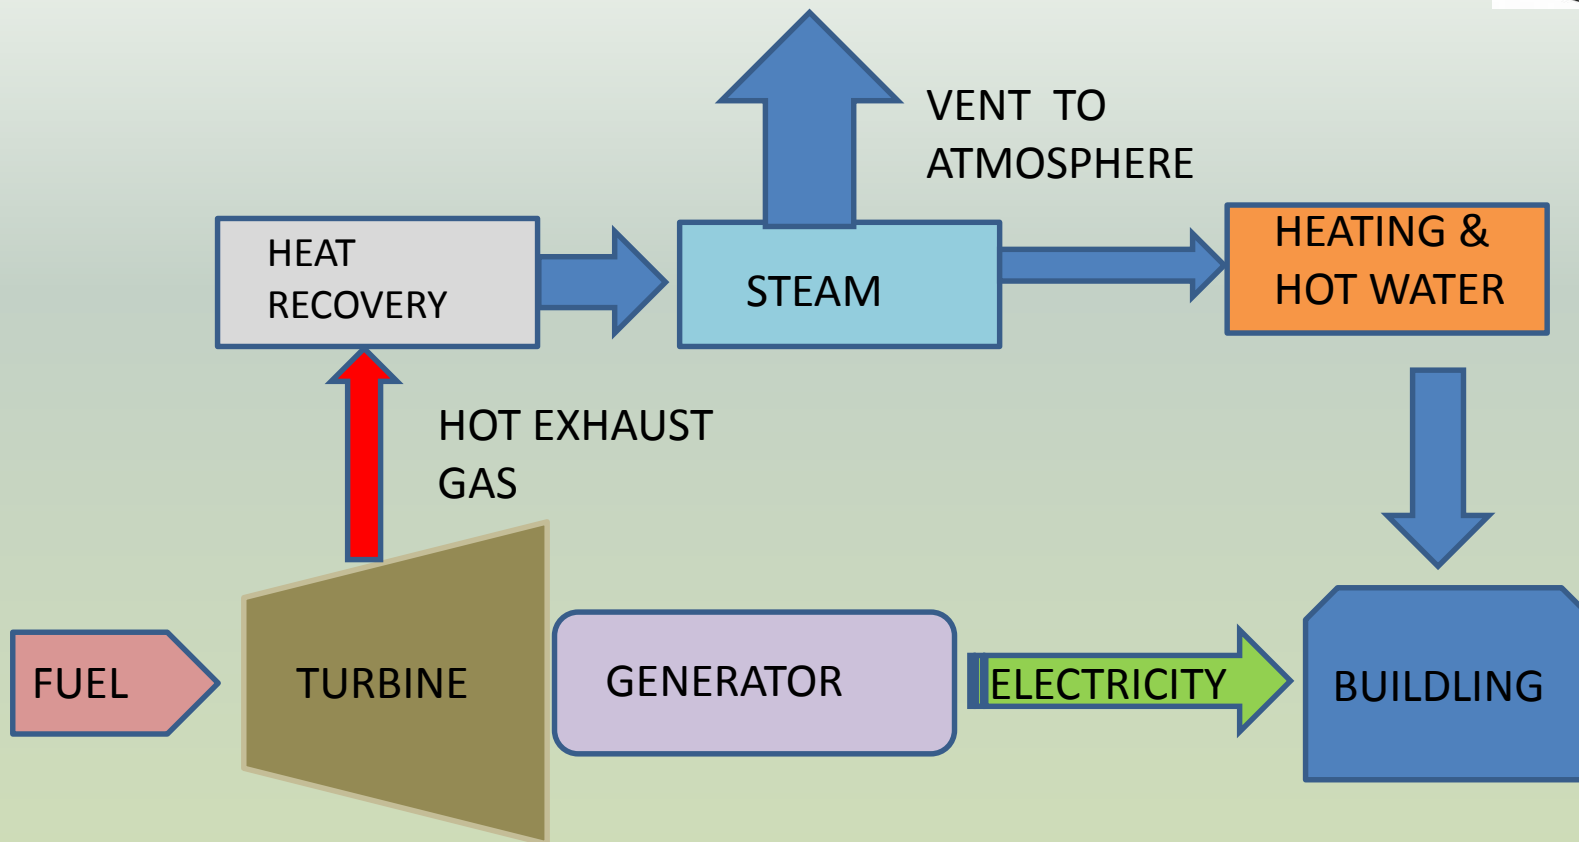 VENT  TO
ATMOSPHERE
HEAT
RECOVERY
STEAM
HEATING &
HOT WATER
HOT EXHAUST
GAS
FUEL
TURBINE
GENERATOR
ELECTRICITY
BUILDLING